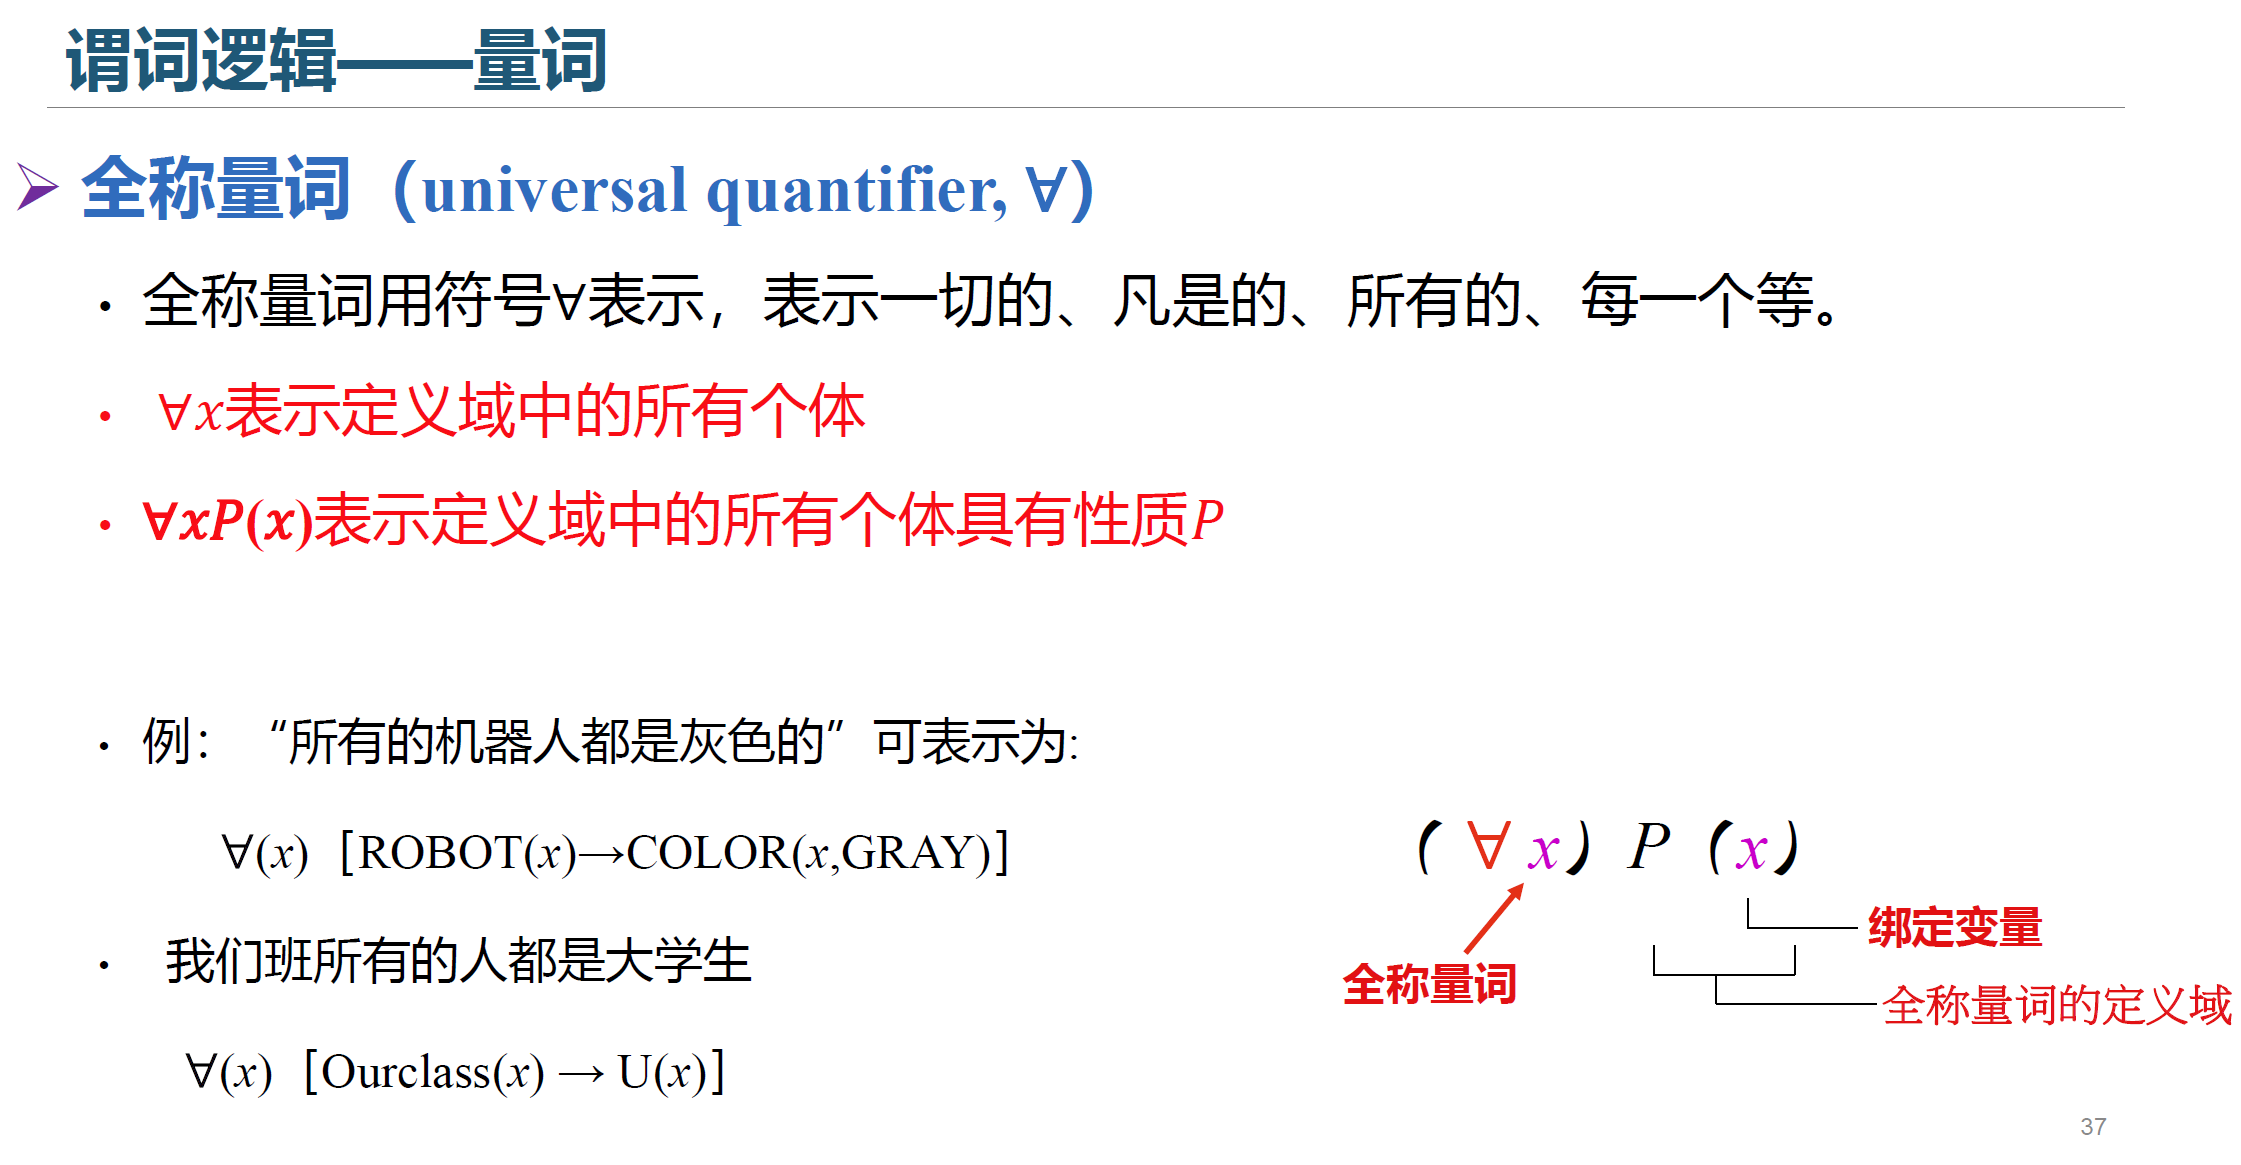 谓词逻辑——量词
➢ 全称量词（universal quantifier, ∀）
• 全称量词用符号∀表示，表示一切的、凡是的、所有的、每一个等。
• ∀x表示定义域中的所有个体
• ∀xP(x)表示定义域中的所有个体具有性质P
• 例：“所有的机器人都是灰色的”可表示为:
∀(x)［ROBOT(x)→COLOR(x,GRAY)］
• 我们班所有的人都是大学生
∀(x)［Ourclass(x) → U(x)］
（∀x）P（x）
绑定变量
全称量词
全称量词的定义域
37